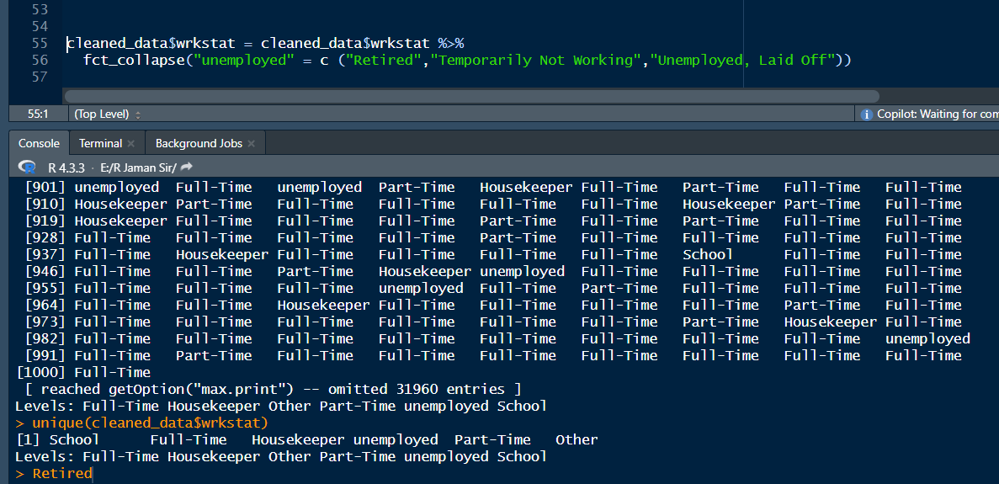 53
54
55 cleaned_data$wrkstat = cleaned_data$wrkstat %>%
56 fct_collapse("unemployed" = c ("Retired","Temporarily Not Working","Unemployed, Laid Off"))
57
55:1 (Top Level) Copilot: Waiting for com
Console Terminal Background Jobs
R 4.3.3 · E:/R Jaman Sir/
[901] unemployed Full-Time unemployed Part-Time Housekeeper Full-Time Part-Time Full-Time Full-Time
[910] Housekeeper Part-Time Full-Time Full-Time Full-Time Full-Time Housekeeper Part-Time Full-Time
[919] Housekeeper Full-Time Full-Time Full-Time Part-Time Full-Time Part-Time Full-Time Full-Time
[928] Full-Time Full-Time Full-Time Full-Time Part-Time Full-Time Full-Time Full-Time Full-Time
[937] Full-Time Housekeeper Full-Time Full-Time Full-Time Full-Time School Full-Time Full-Time
[946] Full-Time Full-Time Part-Time Housekeeper unemployed Full-Time Full-Time Full-Time Full-Time
[955] Full-Time Full-Time Full-Time unemployed Full-Time Part-Time Full-Time Full-Time Full-Time
[964] Full-Time Full-Time Housekeeper Full-Time Full-Time Full-Time Full-Time Part-Time Full-Time
[973] Full-Time Full-Time Full-Time Full-Time Full-Time Full-Time Part-Time Housekeeper Full-Time
[982] Full-Time Full-Time Full-Time Full-Time Full-Time Full-Time Full-Time Full-Time unemployed
[991] Full-Time Part-Time Full-Time Full-Time Full-Time Full-Time Full-Time Full-Time Full-Time
[1000] Full-Time
[ reached getOption("max.print") -- omitted 31960 entries ]
Levels: Full-Time Housekeeper Other Part-Time unemployed School
> unique(cleaned_data$wrkstat)
[1] School Full-Time Housekeeper unemployed Part-Time Other
Levels: Full-Time Housekeeper Other Part-Time unemployed School
> Retired